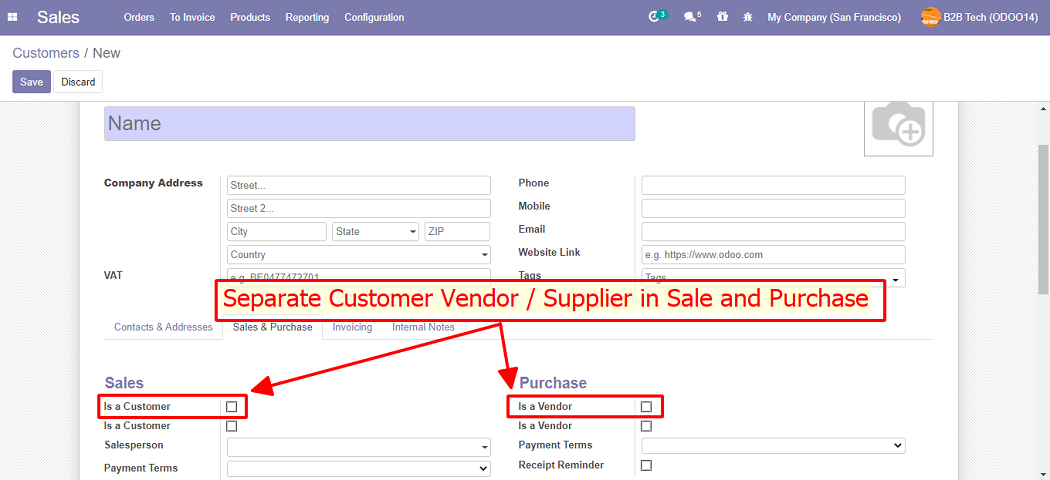 Sales Orders To Invoice Products Reporting Configuration 3 5 My Company (San Francisco) B2B Tech (ODOO14)
Customers / New
Save Discard
Name
Company Address Street... Phone
Street 2... Mobile
City State ZIP Email
Country Website Link e.g. https://www.odoo.com
VAT e.g. BE0477472701 Tags Tags...
Separate Customer Vendor / Supplier in Sale and Purchase
Contacts & Addresses Sales & Purchase Invoicing Internal Notes
Sales Purchase
Is a Customer Is a Vendor
Is a Customer Is a Vendor
Salesperson Payment Terms
Payment Terms Receipt Reminder